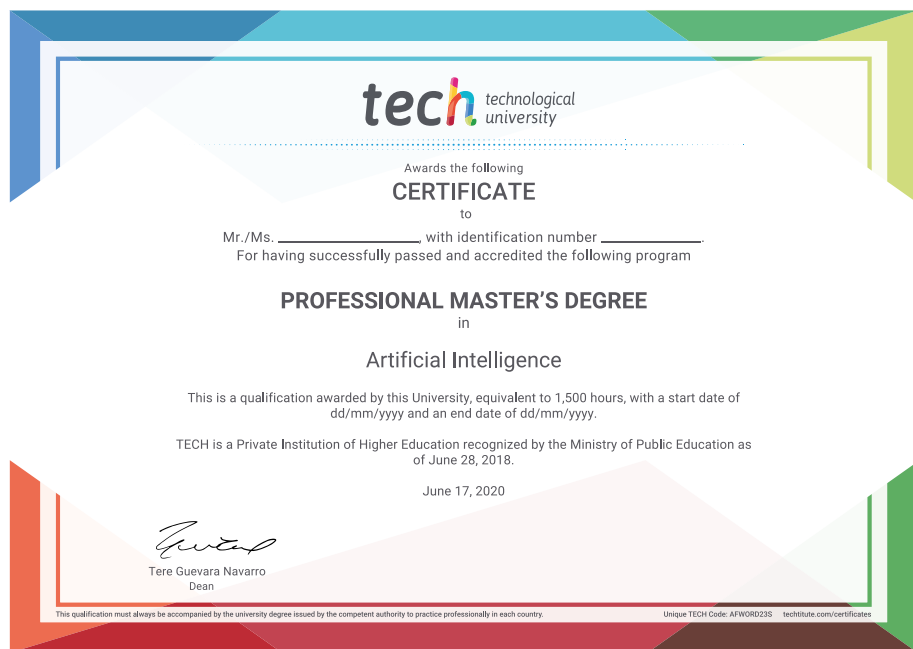 tech technological
university
Awards the following
CERTIFICATE
to
Mr./Ms. ____________________, with identification number ______________.
For having successfully passed and accredited the following program
PROFESSIONAL MASTER'S DEGREE
in
Artificial Intelligence
This is a qualification awarded by this University, equivalent to 1,500 hours, with a start date of
dd/mm/yyyy and an end date of dd/mm/yyyy.
TECH is a Private Institution of Higher Education recognized by the Ministry of Public Education as
of June 28, 2018.
June 17, 2020
Tere Guevara Navarro
Dean
This qualification must always be accompanied by the university degree issued by the competent authority to practice professionally in each country. Unique TECH Code: AFWORD23S techtitute.com/certificates